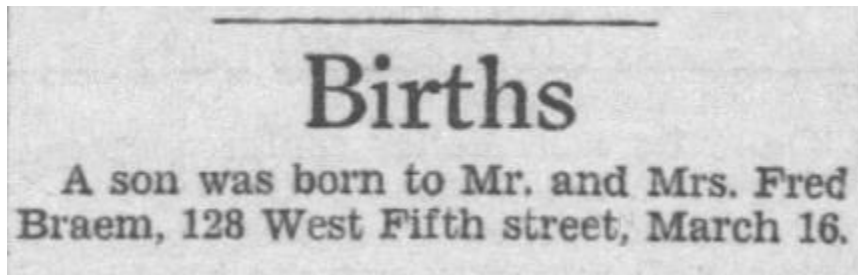 Births
A son was born to Mr. and Mrs. Fred
Braem, 128 West Fifth street, March 16.